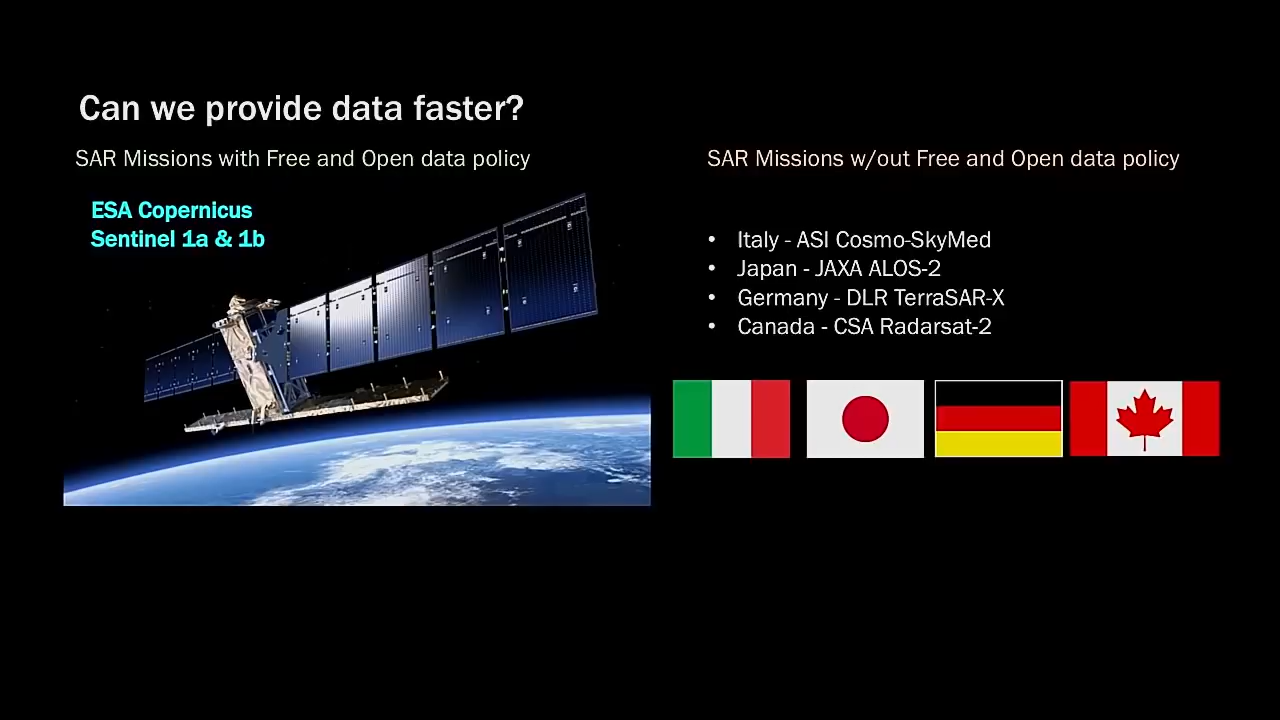 Can we provide data faster?
SAR Missions with Free and Open data policy
ESA Copernicus
Sentinel 1a & 1b
SAR Missions w/out Free and Open data policy
• Italy - ASI Cosmo-SkyMed
• Japan - JAXA ALOS-2
• Germany - DLR TerraSAR-X
• Canada - CSA Radarsat-2